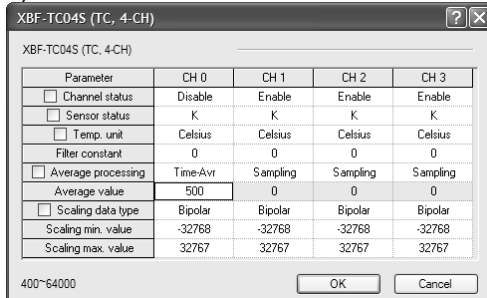 XBF-TC04S (TC, 4-CH)
XBF-TC04S (TC, 4-CH)
Parameter CH 0 CH 1 CH 2 CH 3
Channel status Disable Enable Enable Enable
Sensor status K K K K
Temp. unit Celsius Celsius Celsius Celsius
Filter constant 0 0 0 0
Average processing Time-Avr Sampling Sampling Sampling
Average value 500 0 0 0
Scaling data type Bipolar Bipolar Bipolar Bipolar
Scaling min. value -32768 -32768 -32768 -32768
Scaling max. value 32767 32767 32767 32767
400~64000 OK Cancel